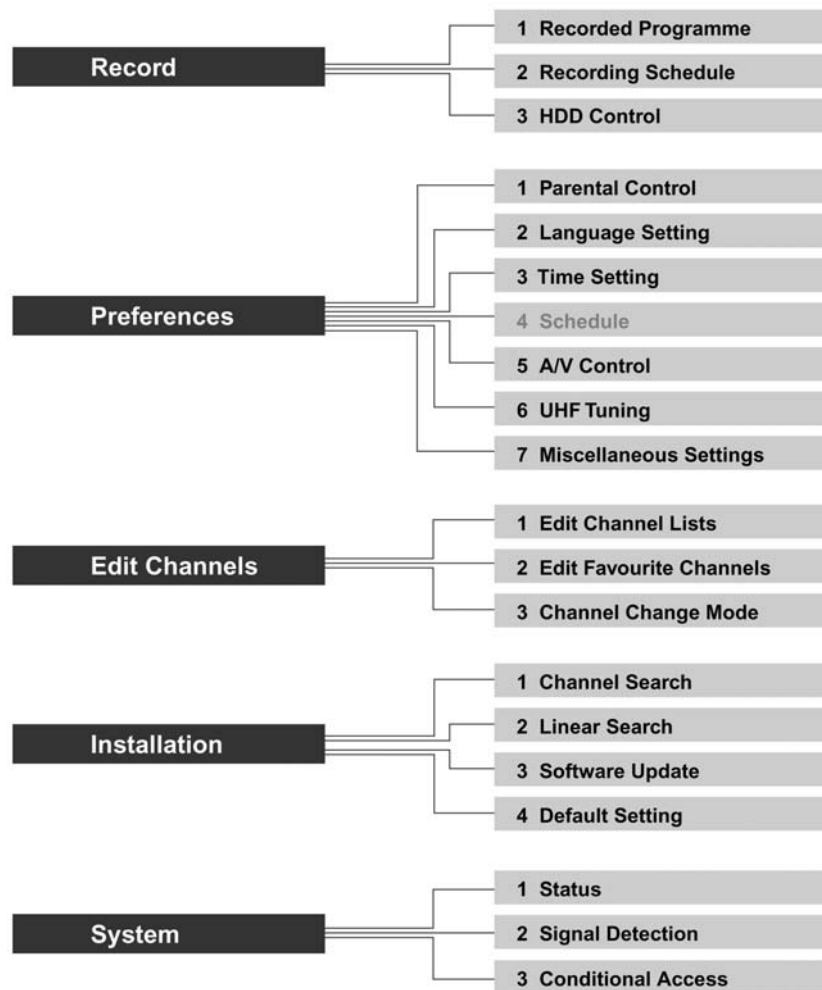 Record
1 Recorded Programme
2 Recording Schedule
3 HDD Control
Preferences
1 Parental Control
2 Language Setting
3 Time Setting
4 Schedule
5 A/V Control
6 UHF Tuning
7 Miscellaneous Settings
Edit Channels
1 Edit Channel Lists
2 Edit Favourite Channels
3 Channel Change Mode
Installation
1 Channel Search
2 Linear Search
3 Software Update
4 Default Setting
System
1 Status
2 Signal Detection
3 Conditional Access